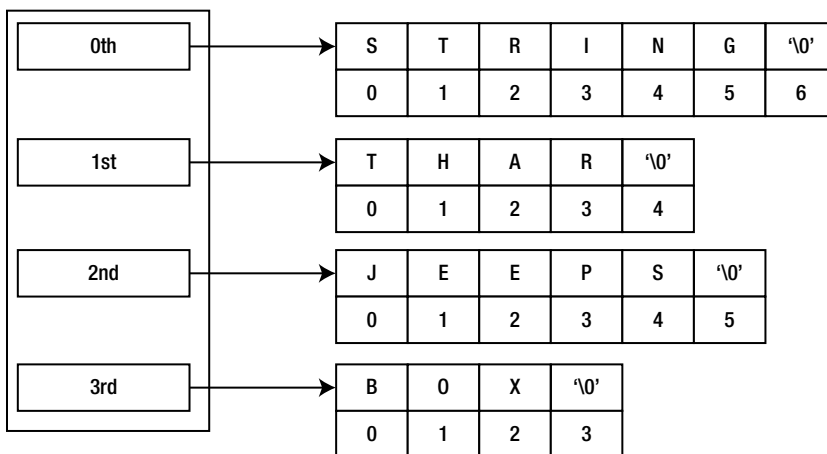 0th S T R I N G ‘\0’
0 1 2 3 4 5 6
1st T H A R ‘\0’
0 1 2 3 4
2nd J E E P S ‘\0’
0 1 2 3 4 5
3rd B O X ‘\0’
0 1 2 3